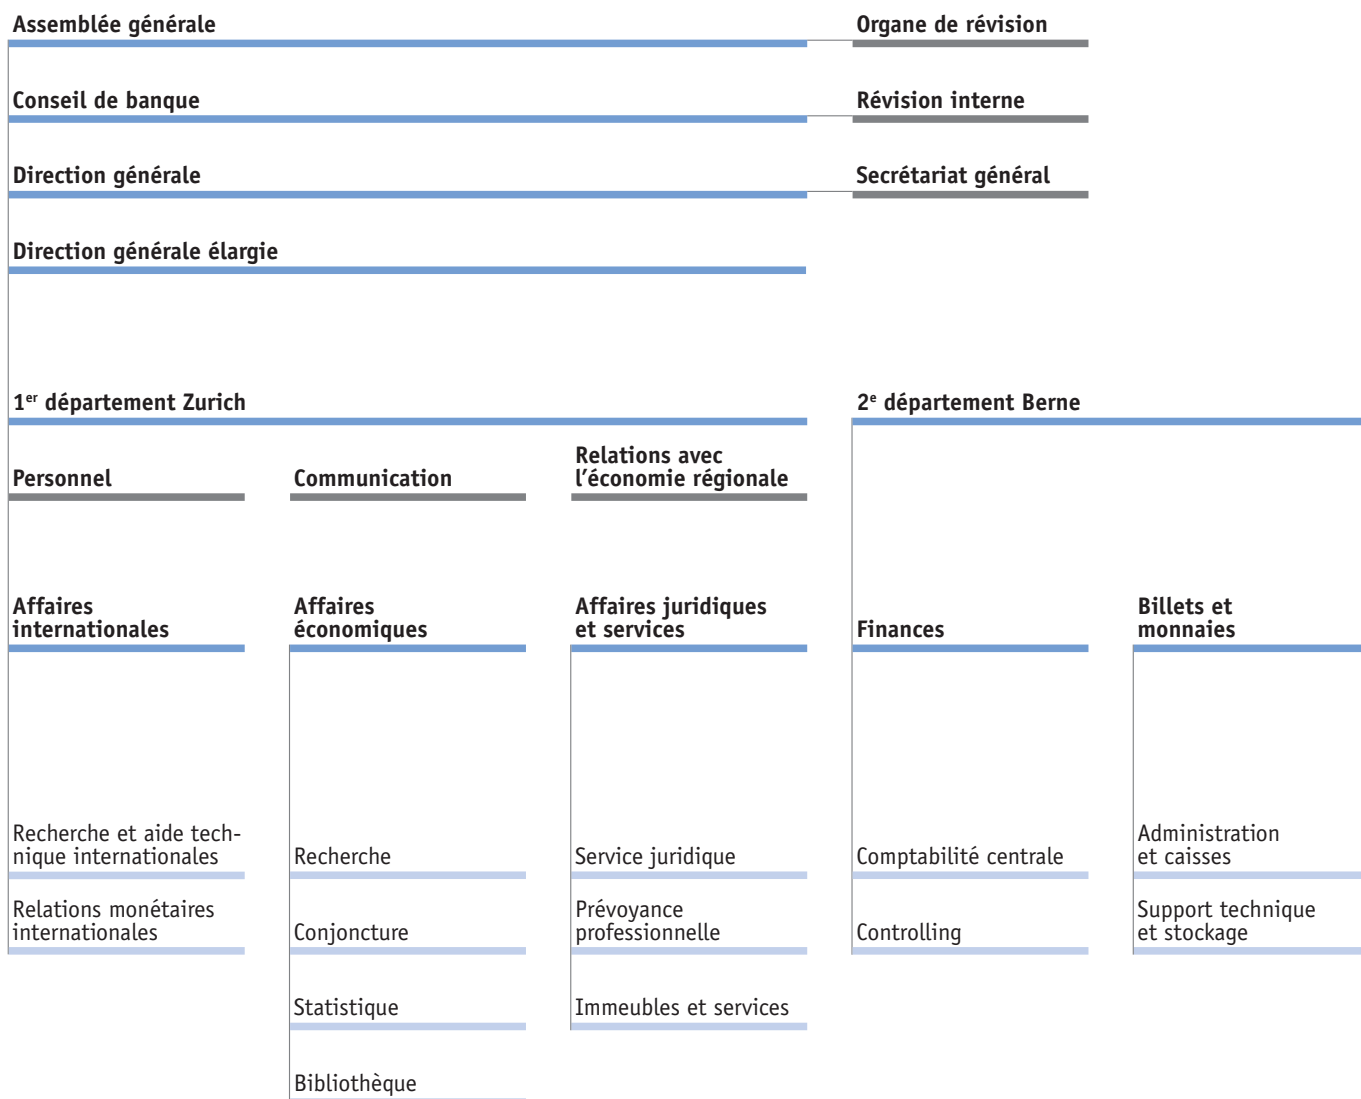 Assemblée générale
Organe de révision
Conseil de banque
Révision interne
Direction générale
Secrétariat général
Direction générale élargie
1er département Zurich
2e département Berne
Personnel
Communication
Relations avec
l'économie régionale
Affaires
internationales
Affaires
économiques
Affaires juridiques
et services
Finances
Billets et
monnaies
Recherche et aide tech-
nique internationales
Recherche
Service juridique
Comptabilité centrale
Administration
et caisses
Relations monétaires
internationales
Conjoncture
Prévoyance
professionnelle
Controlling
Support technique
et stockage
Statistique
Immeubles et services
Bibliothèque